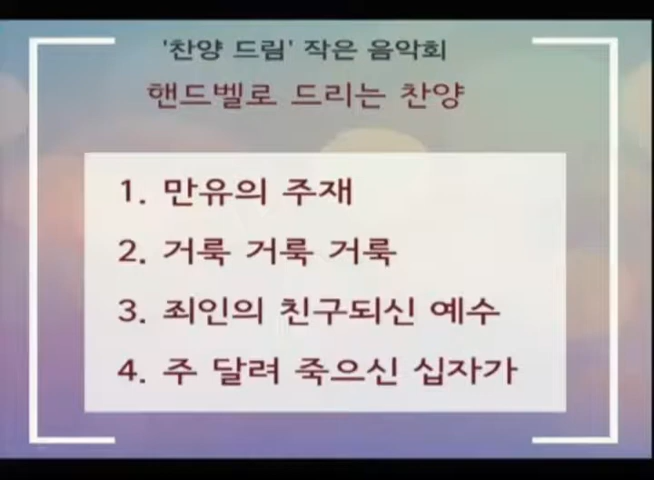 '찬양 드림' 작은 음악회
핸드벨로 드리는 찬양
1. 만유의 주재
2. 거룩 거룩 거룩
3. 죄인의 친구되신 예수
4. 주 달려 죽으신 십자가